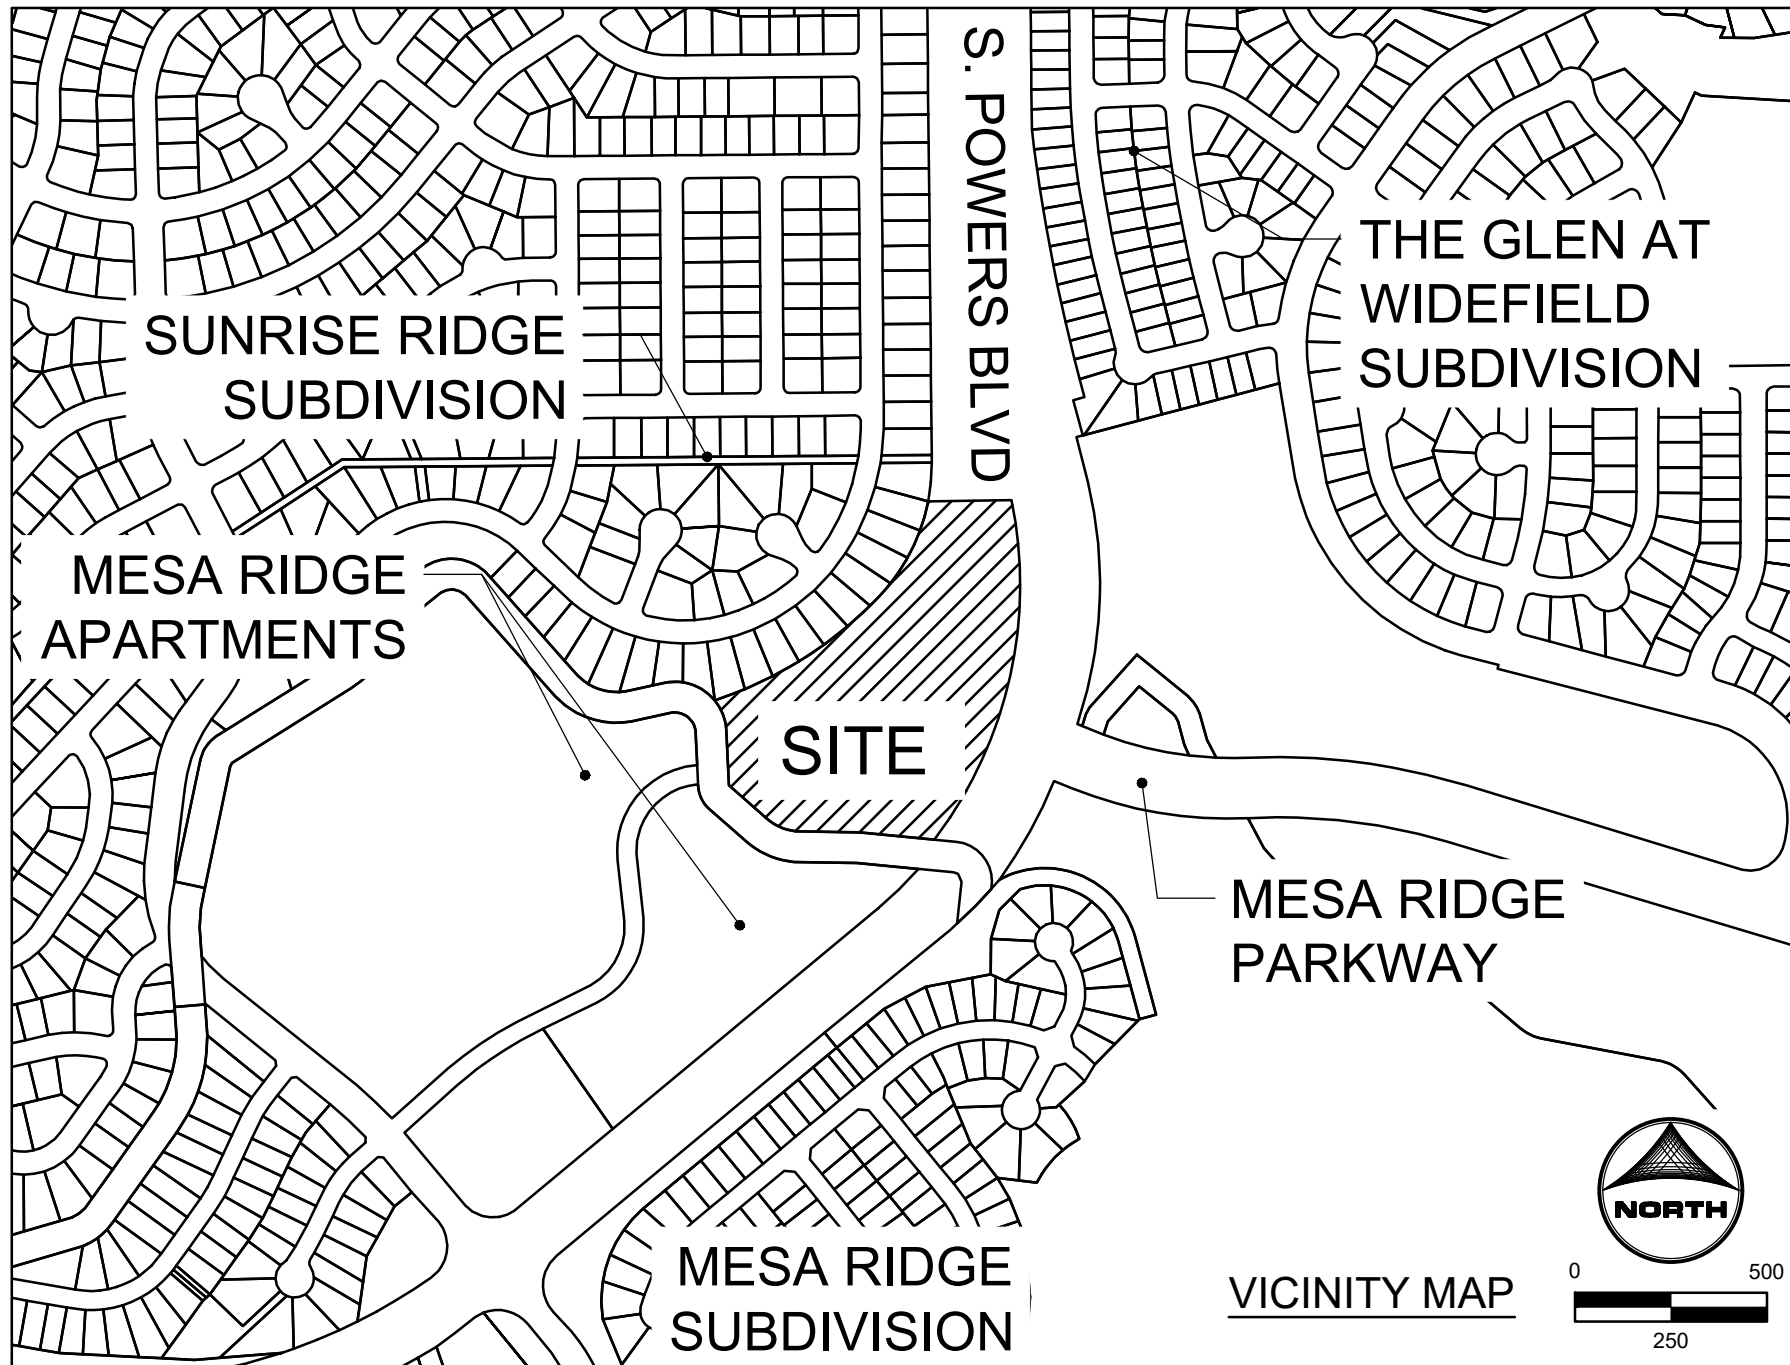 S. POWERS BLVD
THE GLEN AT
WIDEFIELD
SUBDIVISION
SUNRISE RIDGE
SUBDIVISION
MESA RIDGE
APARTMENTS
SITE
MESA RIDGE
PARKWAY
MESA RIDGE
SUBDIVISION
VICINITY MAP
NORTH
0
500
250